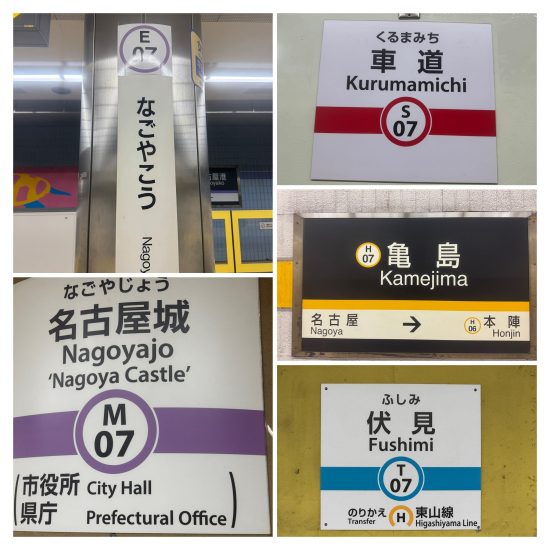 E
07
なごやこう
Nagoya
くるまみち
車道
Kurumamichi
S
07
H
07
亀島
Kamejima
名古屋
Nagoya
→
H
06
本陣
Honjin
なごやじょう
名古屋城
Nagoyajo
'Nagoya Castle'
M
07
(市役所 City Hall
県庁 Prefectural Office)
ふしみ
伏見
Fushimi
T
07
のりかえ
Transfer
H
東山線
Higashiyama Line